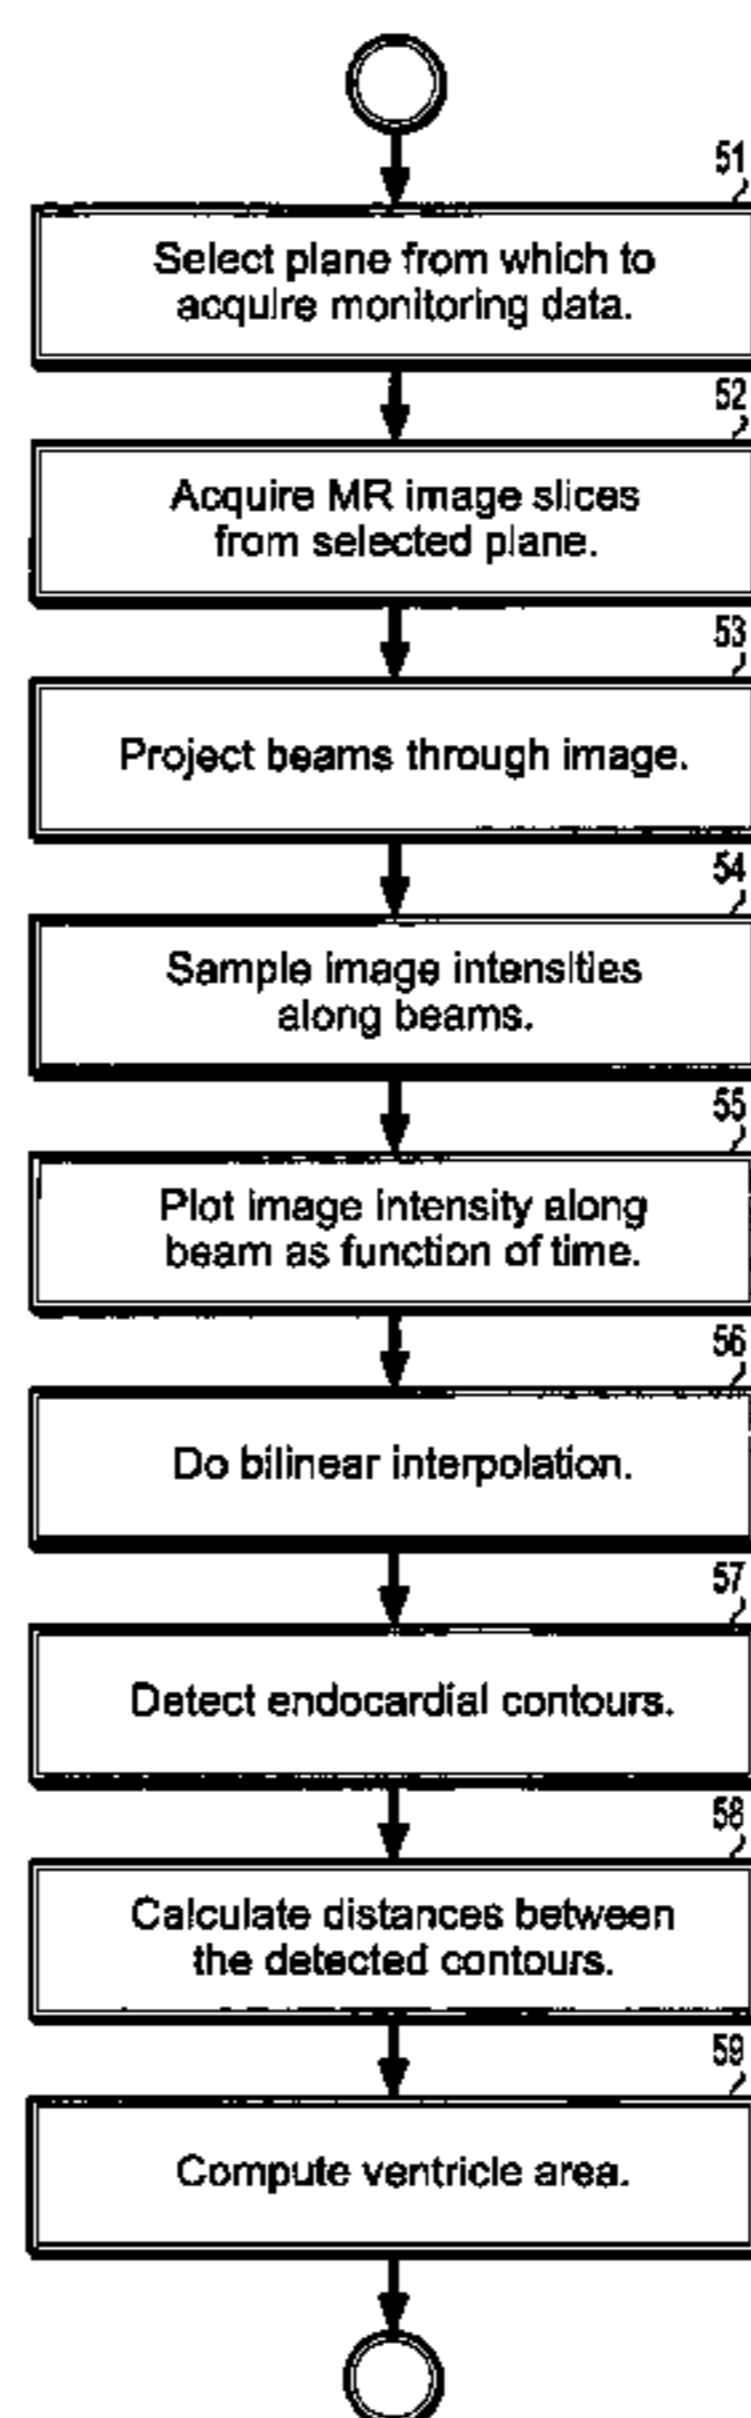 51
Select plane from which to
acquire monitoring data.
52
Acquire MR image slices
from selected plane.
53
Project beams through image.
54
Sample image intensities
along beams.
55
Plot image intensity along
beam as function of time.
56
Do bilinear interpolation.
57
Detect endocardial contours.
58
Calculate distances between
the detected contours.
59
Compute ventricle area.